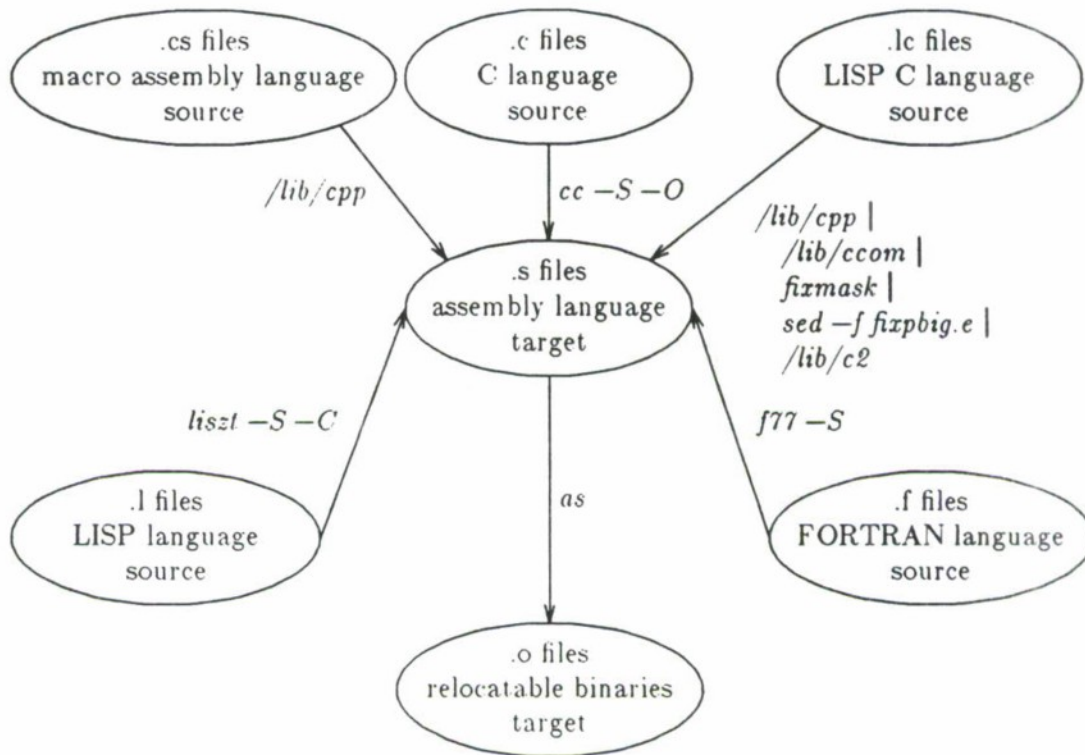 .cs files
macro assembly language
source
.c files
C language
source
.lc files
LISP C language
source
/lib/cpp
cc –S –O
/lib/cpp |
/lib/ccom |
fixmask |
sed –f fixpbig.e |
/lib/c2
.s files
assembly language
target
liszt –S –C
f77 –S
.l files
LISP language
source
as
.f files
FORTRAN language
source
.o files
relocatable binaries
target